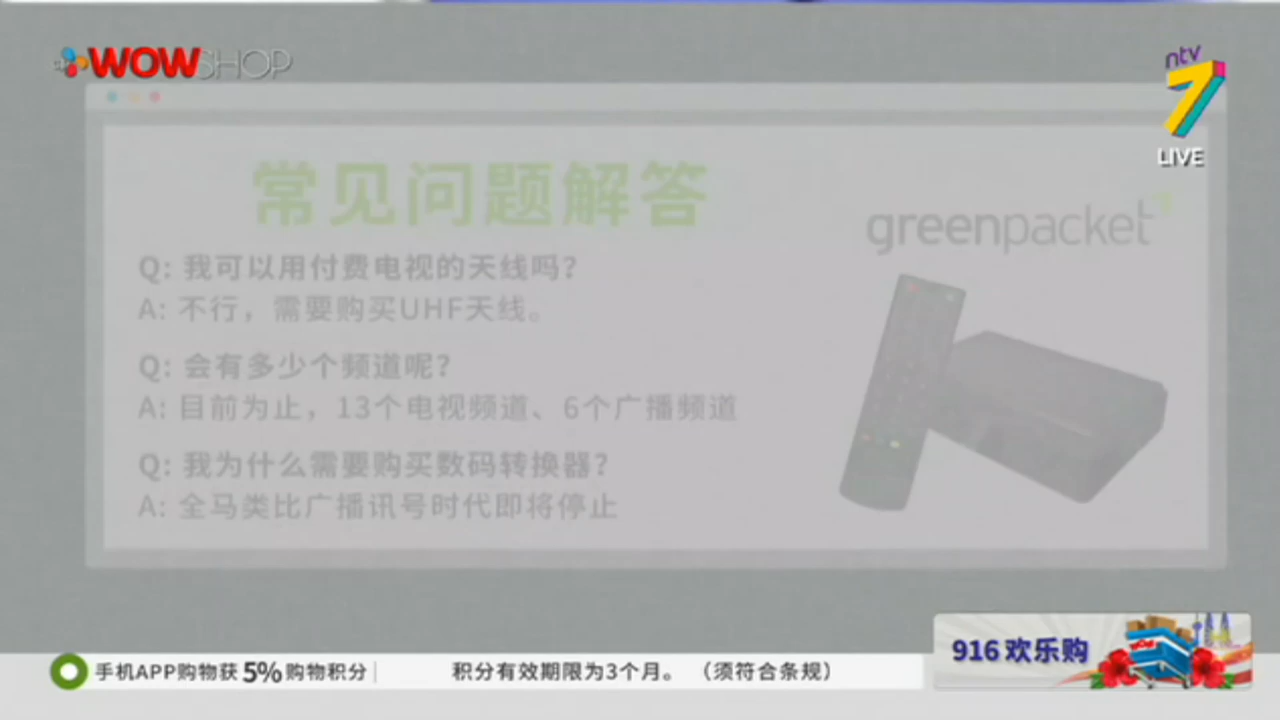 WOWSHOP
ntv
7
LIVE
常见问题解答
greenpacket
Q: 我可以用付费电视的天线吗？
A: 不行，需要购买UHF天线。
Q: 会有多少个频道呢？
A: 目前为止，13个电视频道、6个广播频道
Q: 我为什么需要购买数码转换器？
A: 全马类比广播讯号时代即将停止
916 欢乐购
手机APP购物获 5% 购物积分 积分有效期限为3个月。（须符合条规）